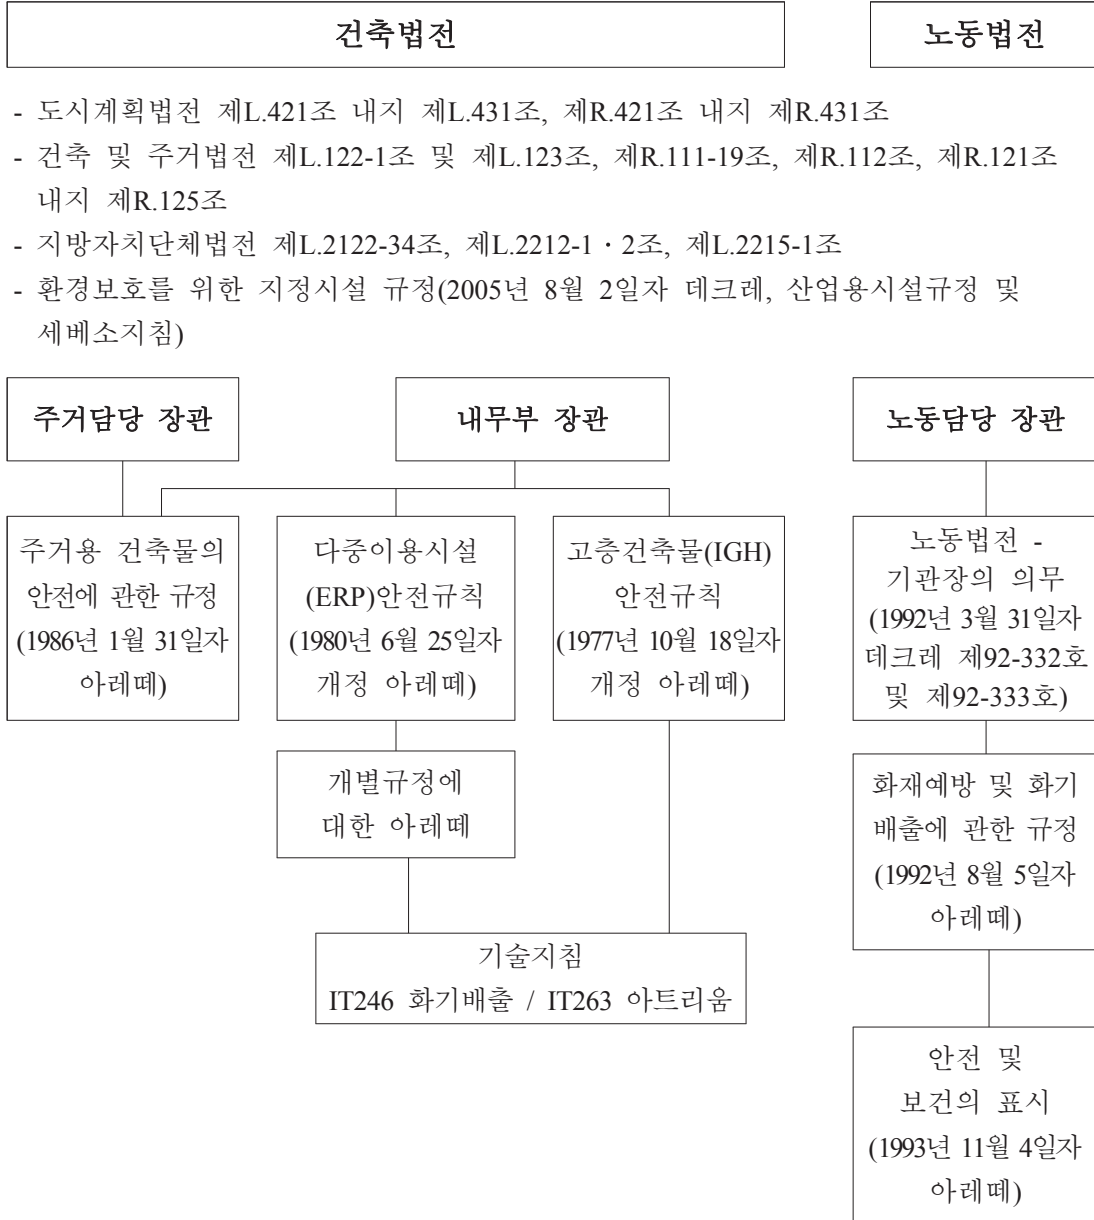 건축법전
노동법전
- 도시계획법전 제L.421조 내지 제L.431조, 제R.421조 내지 제R.431조
- 건축 및 주거법전 제L.122-1조 및 제L.123조, 제R.111-19조, 제R.112조, 제R.121조
내지 제R.125조
- 지방자치단체법전 제L.2122-34조, 제L.2212-1・2조, 제L.2215-1조
- 환경보호를 위한 지정시설 규정(2005년 8월 2일자 데크레, 산업용시설규정 및
세베소지침)
주거담당 장관
내무부 장관
노동담당 장관
주거용 건축물의
안전에 관한 규정
(1986년 1월 31일자
아레떼)
다중이용시설
(ERP)안전규칙
(1980년 6월 25일자
개정 아레떼)
고층건축물(IGH)
안전규칙
(1977년 10월 18일자
개정 아레떼)
노동법전 -
기관장의 의무
(1992년 3월 31일자
데크레 제92-332호
및 제92-333호)
개별규정에
대한 아레떼
화재예방 및 화기
배출에 관한 규정
(1992년 8월 5일자
아레떼)
기술지침
IT246 화기배출 / IT263 아트리움
안전 및
보건의 표시
(1993년 11월 4일자
아레떼)